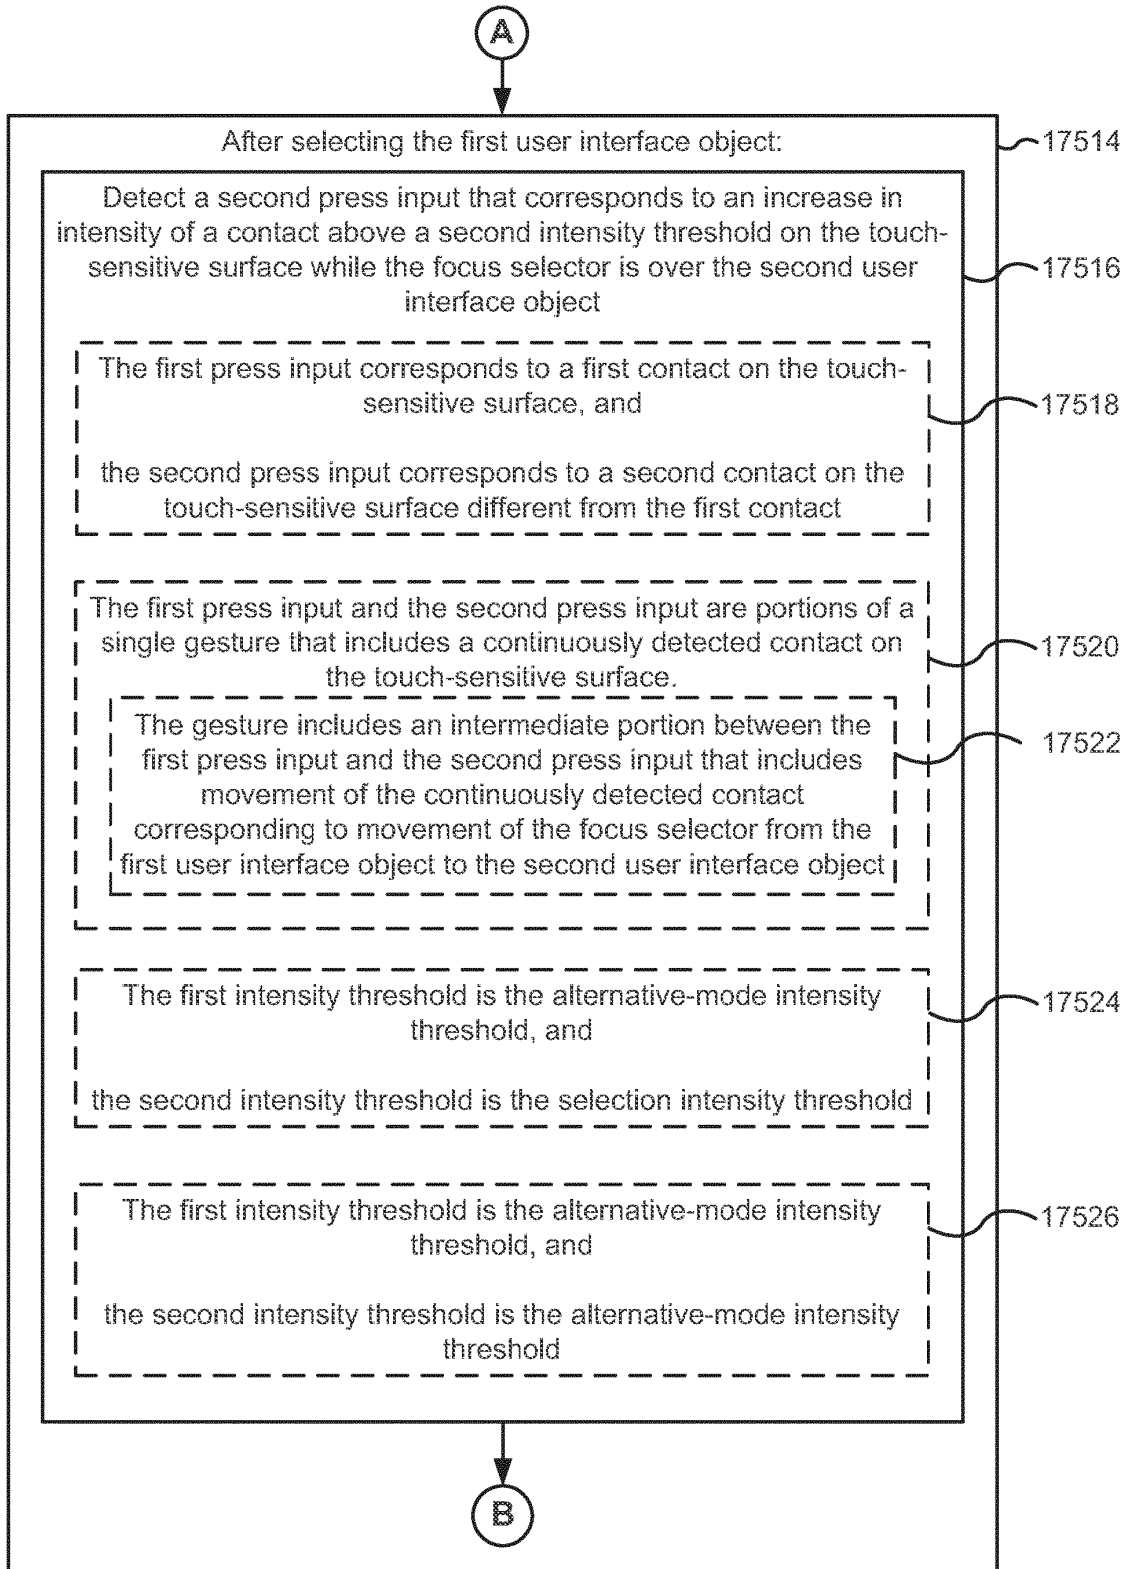 A
After selecting the first user interface object:
17514
Detect a second press input that corresponds to an increase in
intensity of a contact above a second intensity threshold on the touch-
sensitive surface while the focus selector is over the second user
interface object
17516
The first press input corresponds to a first contact on the touch-
sensitive surface, and
17518
the second press input corresponds to a second contact on the
touch-sensitive surface different from the first contact
The first press input and the second press input are portions of a
single gesture that includes a continuously detected contact on
the touch-sensitive surface.
17520
The gesture includes an intermediate portion between the
first press input and the second press input that includes
movement of the continuously detected contact
corresponding to movement of the focus selector from the
first user interface object to the second user interface object
17522
The first intensity threshold is the alternative-mode intensity
threshold, and
17524
the second intensity threshold is the selection intensity threshold
The first intensity threshold is the alternative-mode intensity
threshold, and
17526
the second intensity threshold is the alternative-mode intensity
threshold
B